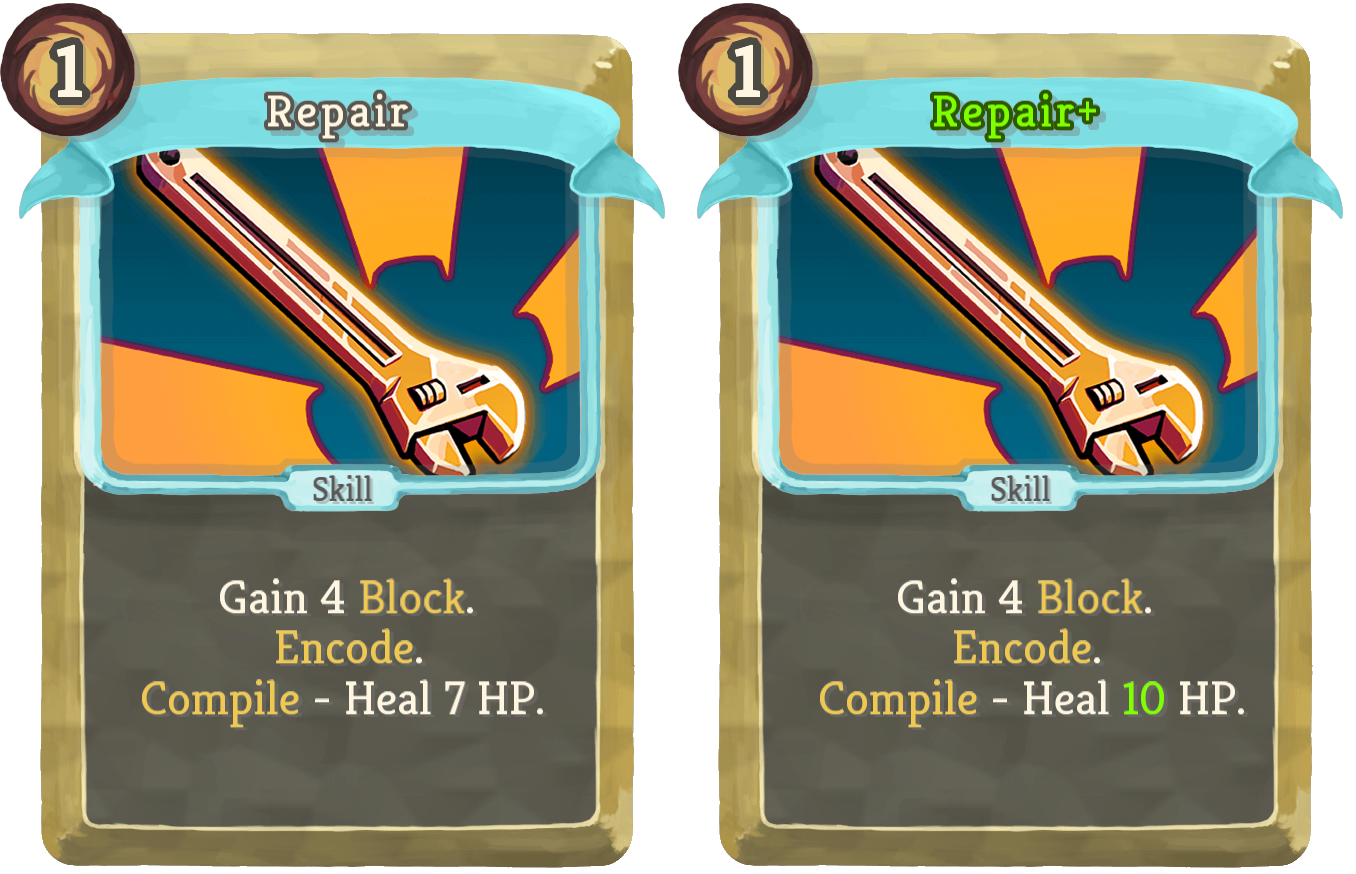 1
Repair
Skill
Gain 4 Block.
Encode.
Compile - Heal 7 HP.
1
Repair+
Skill
Gain 4 Block.
Encode.
Compile - Heal 10 HP.